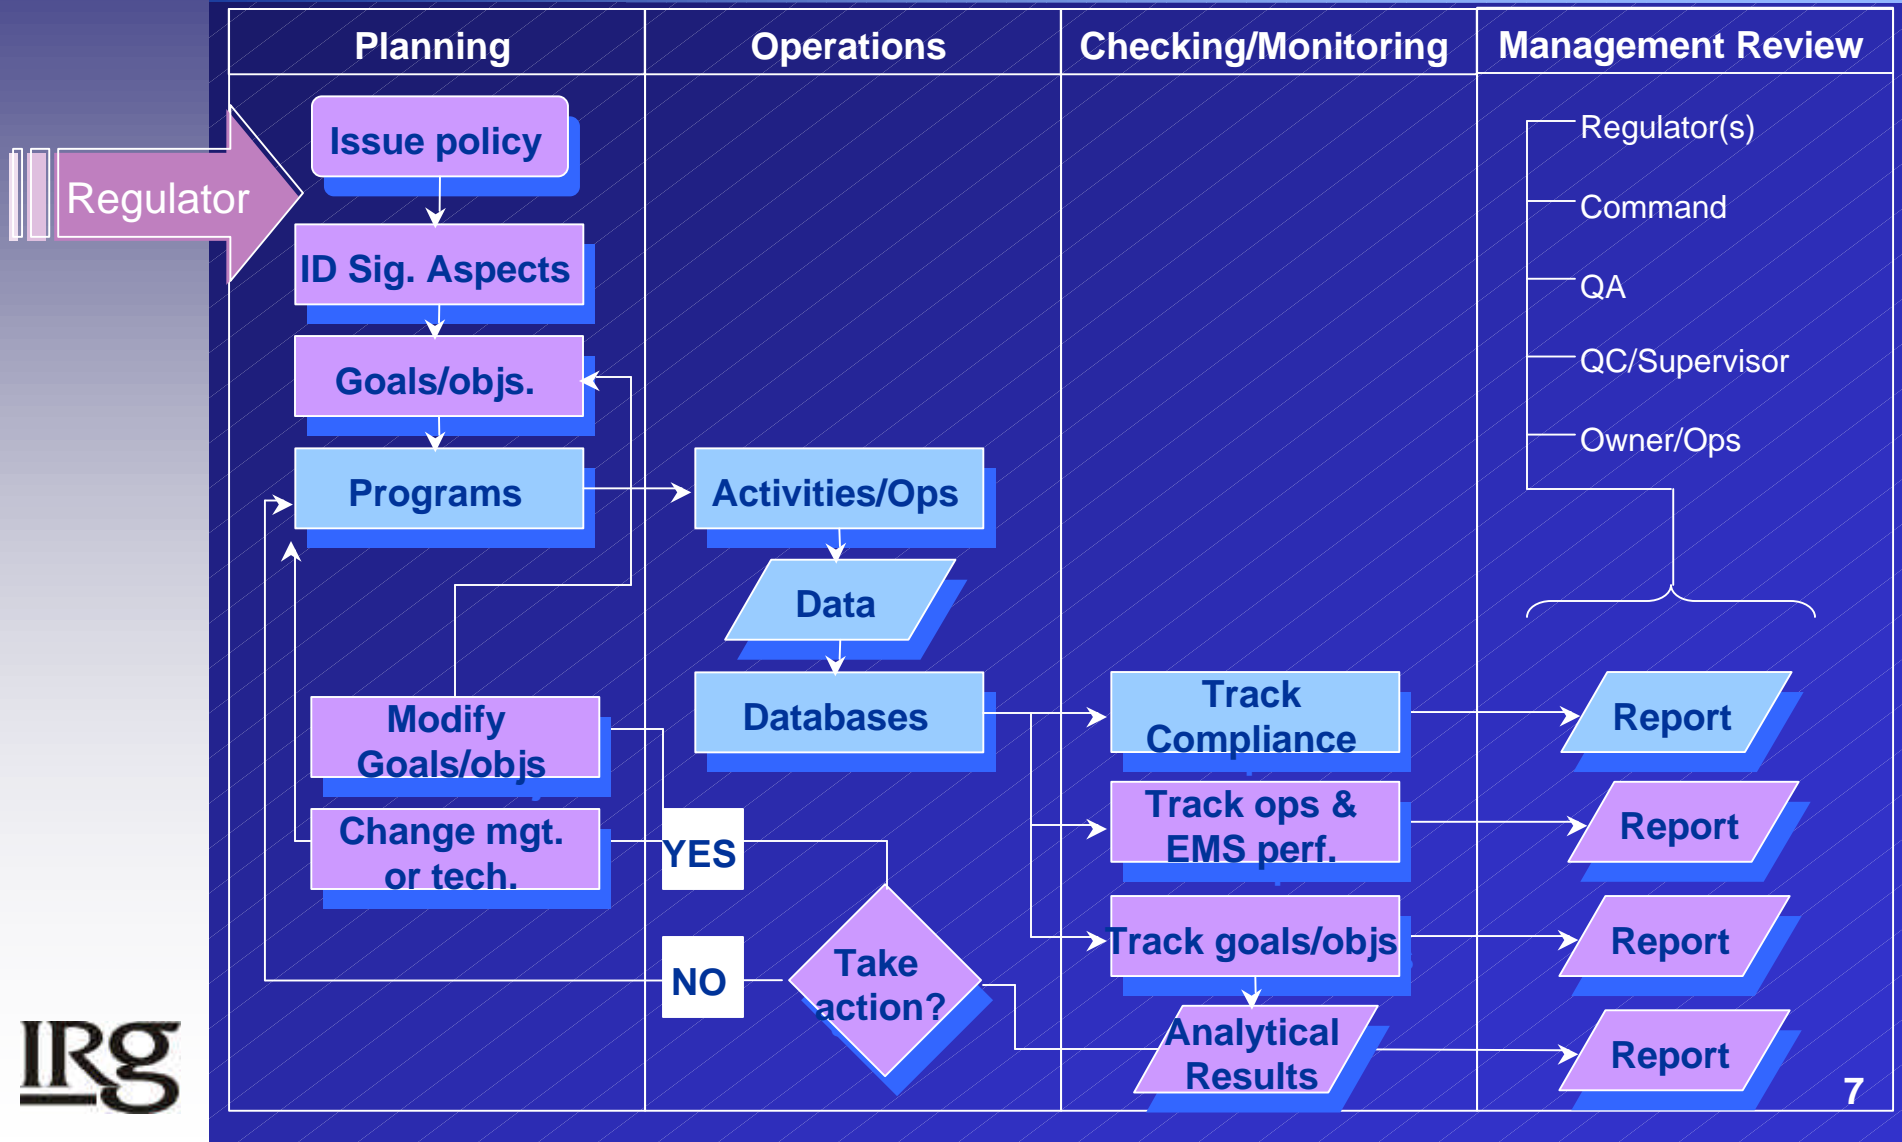 Planning
Operations
Checking/Monitoring
Management Review
Regulator
Issue policy
ID Sig. Aspects
Goals/objs.
Programs
Modify
Goals/objs
Change mgt.
or tech.
Activities/Ops
Data
Databases
YES
NO
Take
action?
Track
Compliance
Track ops &
EMS perf.
Track goals/objs
Analytical
Results
Regulator(s)
Command
QA
QC/Supervisor
Owner/Ops
Report
Report
Report
Report
IRg
7